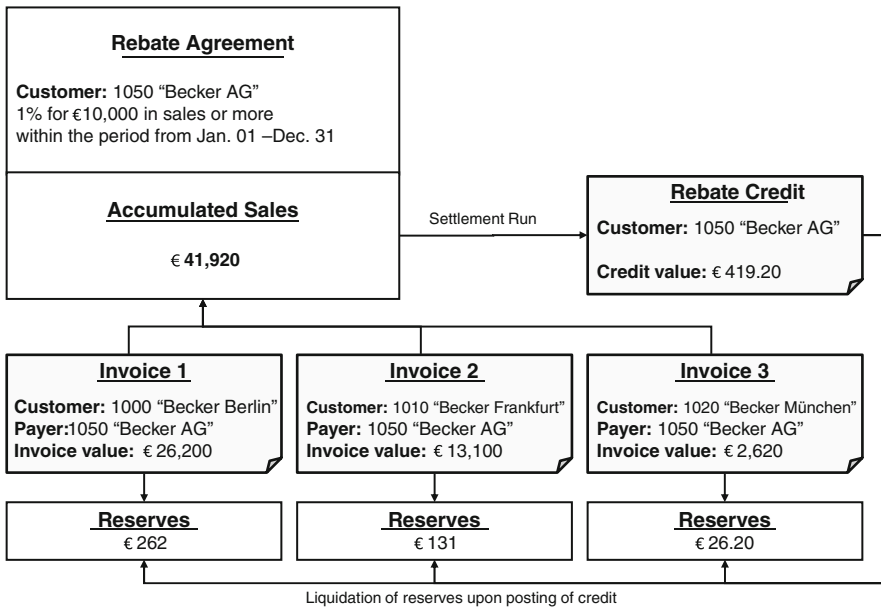 Rebate Agreement
Customer: 1050 “Becker AG”
1% for €10,000 in sales or more
within the period from Jan. 01 –Dec. 31
Accumulated Sales
€ 41,920
Settlement Run
Rebate Credit
Customer: 1050 “Becker AG”
Credit value: € 419.20
Invoice 1
Customer: 1000 “Becker Berlin”
Payer:1050 “Becker AG”
Invoice value: € 26,200
Invoice 2
Customer: 1010 “Becker Frankfurt”
Payer: 1050 “Becker AG”
Invoice value: € 13,100
Invoice 3
Customer: 1020 “Becker München”
Payer: 1050 “Becker AG”
Invoice value: € 2,620
Reserves
€ 262
Reserves
€ 131
Reserves
€ 26.20
Liquidation of reserves upon posting of credit